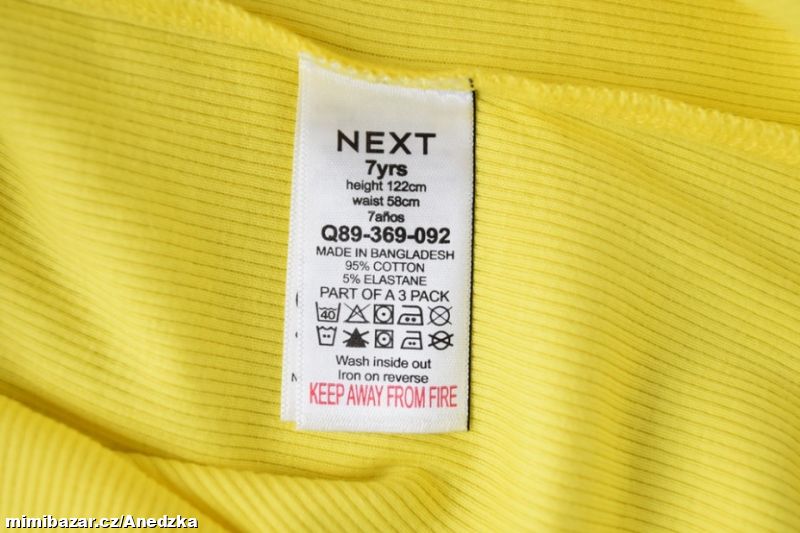 NEXT
7yrs
height 122cm
waist 58cm
7años
Q89-369-092
MADE IN BANGLADESH
95% COTTON
5% ELASTANE
PART OF A 3 PACK
40
Wash inside out
Iron on reverse
KEEP AWAY FROM FIRE
mimibazar.cz/Anedzka